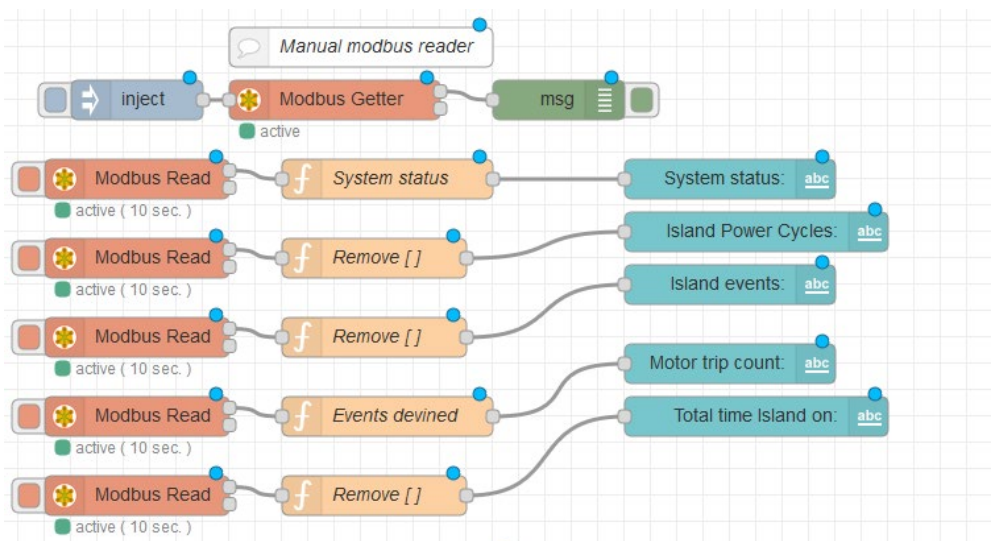 Manual modbus reader
inject
Modbus Getter
msg
active
Modbus Read
System status
System status:
abc
active ( 10 sec. )
Island Power Cycles:
abc
Modbus Read
Remove [ ]
active ( 10 sec. )
Island events:
abc
Modbus Read
Remove [ ]
active ( 10 sec. )
Motor trip count:
abc
Modbus Read
Events devined
Total time Island on:
abc
active ( 10 sec. )
Modbus Read
Remove [ ]
active ( 10 sec. )